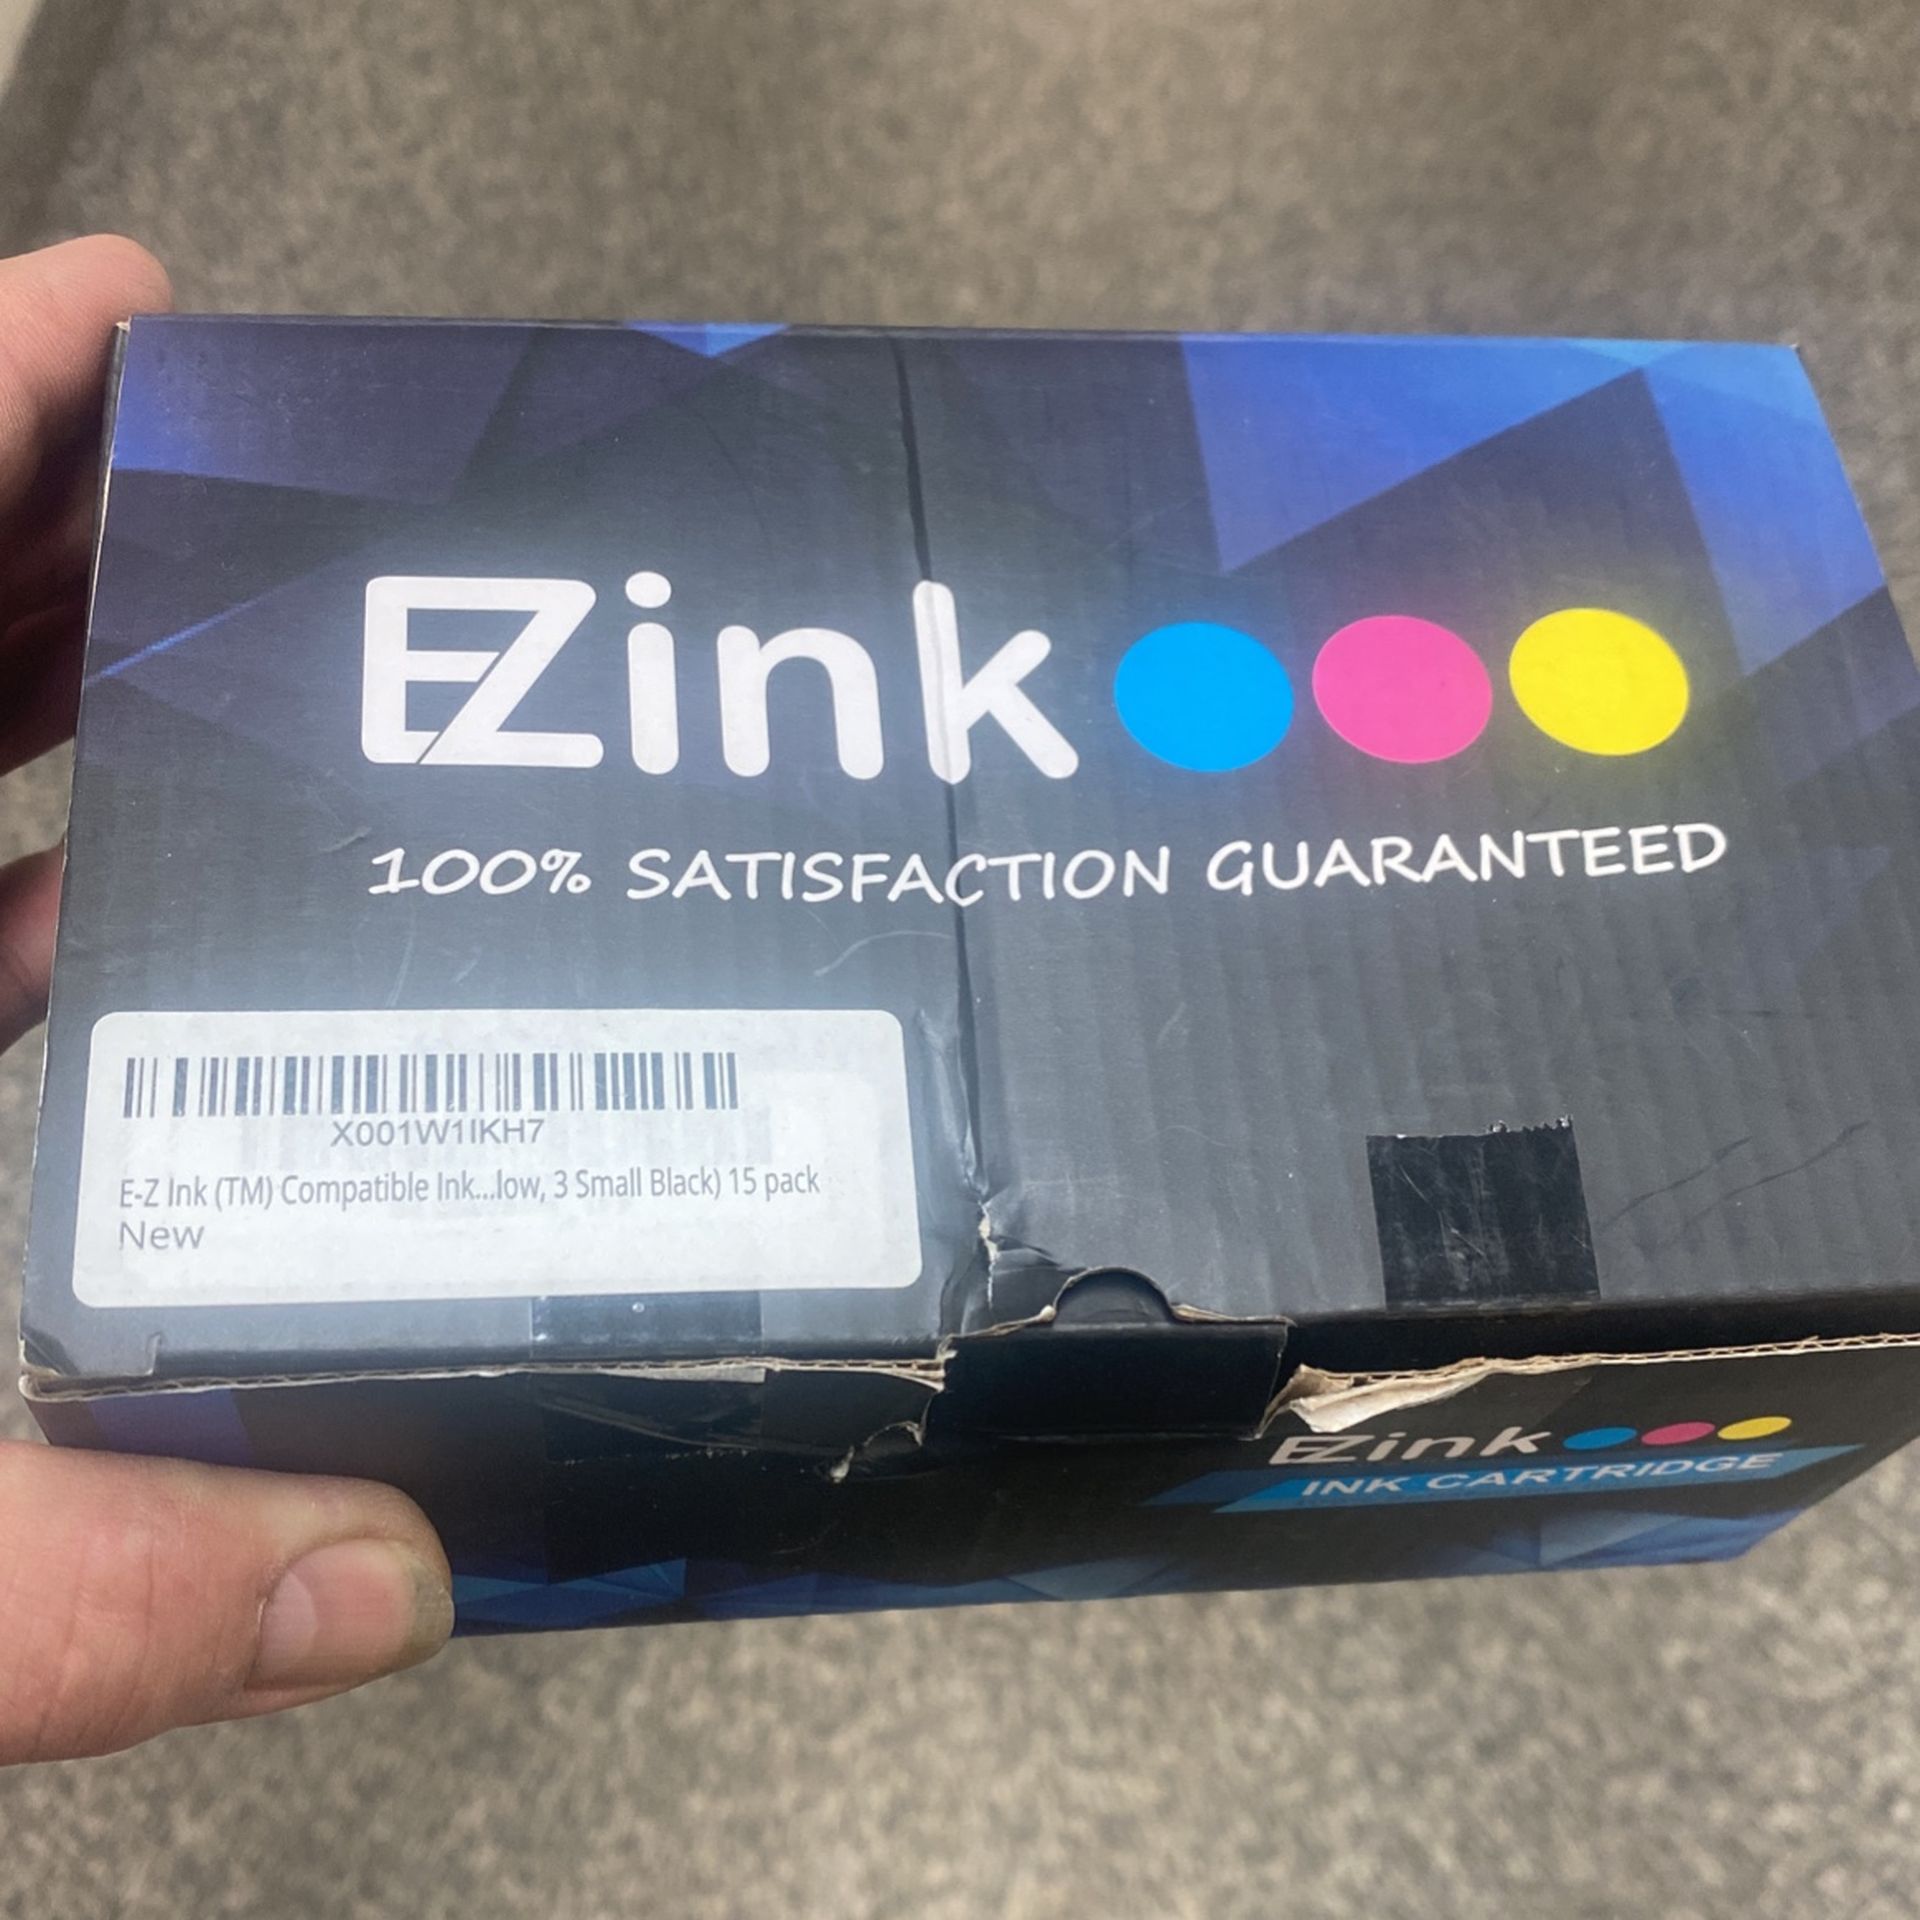 EZink
100% SATISFACTION GUARANTEED
X001W1IKH7
E-Z Ink (TM) Compatible Ink...low, 3 Small Black) 15 pack
New
EZink
INK CARTRIDGE